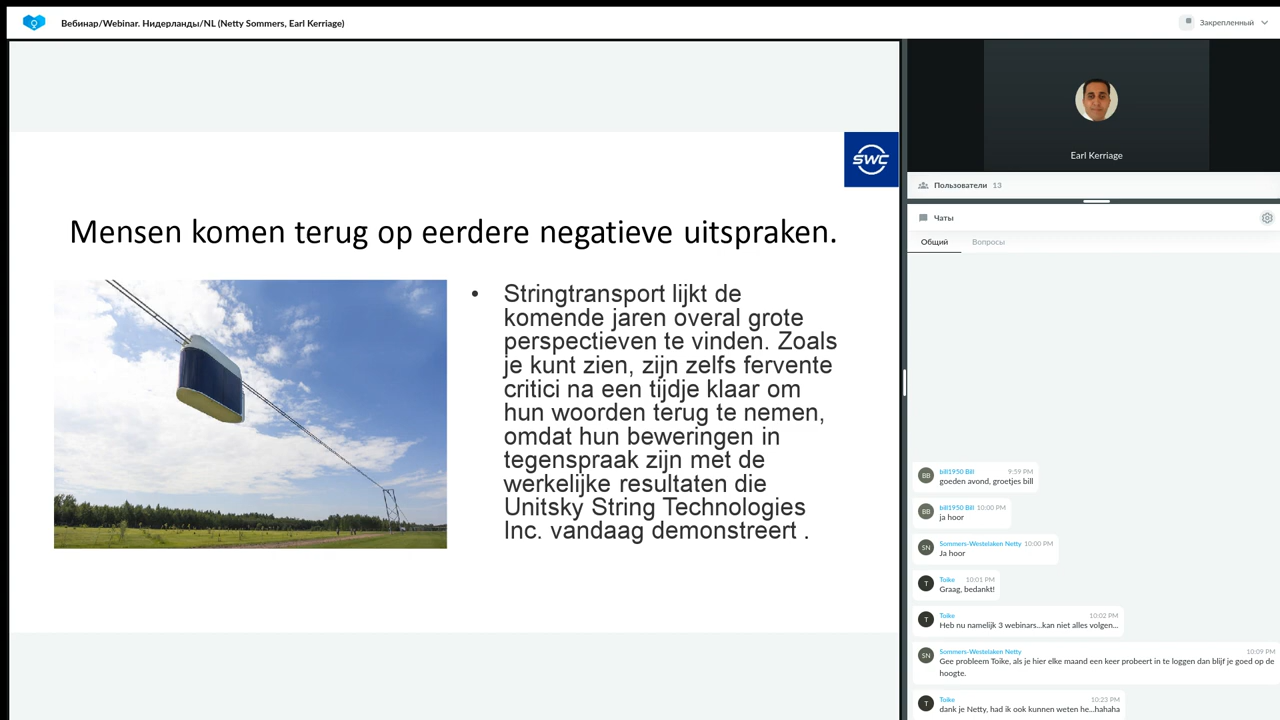 Вебинар/Webinar. Нидерланды/NL (Netty Sommers, Earl Kerriage)
Закрепленный
SWC
Mensen komen terug op eerdere negatieve uitspraken.
• Stringtransport lijkt de
komende jaren overal grote
perspectieven te vinden. Zoals
je kunt zien, zijn zelfs fervente
critici na een tijdje klaar om
hun woorden terug te nemen,
omdat hun beweringen in
tegenspraak zijn met de
werkelijke resultaten die
Unitsky String Technologies
Inc. vandaag demonstreert .
Earl Kerriage
Пользователи 13
Чаты
Общий Вопросы
BB bill1950 Bill 9:59 PM
goeden avond, groetjes bill
BB bill1950 Bill 10:00 PM
ja hoor
SN Sommers-Westelaken Netty 10:00 PM
Ja hoor
T Toike 10:01 PM
Graag, bedankt!
T Toike 10:02 PM
Heb nu namelijk 3 webinars...kan niet alles volgen...
SN Sommers-Westelaken Netty 10:09 PM
Gee probleem Toike, als je hier elke maand een keer probeert in te loggen dan blijf je goed op de
hoogte.
T Toike 10:23 PM
dank je Netty, had ik ook kunnen weten he...hahaha